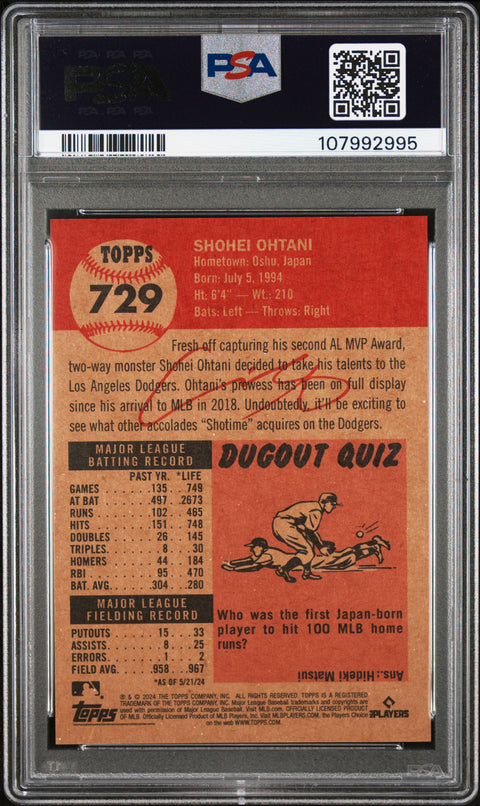 PSA
PSA
107992995
TOPPS
729
SHOHEI OHTANI
Hometown: Oshu, Japan
Born: July 5, 1994
Ht: 6'4" — Wt.: 210
Bats: Left — Throws: Right
Fresh off capturing his second AL MVP Award,
two-way monster Shohei Ohtani decided to take his talents to the
Los Angeles Dodgers. Ohtani's prowess has been on full display
since his arrival to MLB in 2018. Undoubtedly, it'll be exciting to
see what other accolades "Shotime" acquires on the Dodgers.
MAJOR LEAGUE
BATTING RECORD
PAST YR. *LIFE
GAMES 135 749
AT BAT 497 2673
RUNS 102 465
HITS 151 748
DOUBLES 26 145
TRIPLES. 8 30
HOMERS 44 184
RBI 95 470
BAT. AVG. .304 .280
MAJOR LEAGUE
FIELDING RECORD
PUTOUTS 15 33
ASSISTS. 8 25
ERRORS. 1 2
FIELD AVG. .958 .967
*AS OF 5/21/24
DUGOUT QUIZ
Who was the first Japan-born
player to hit 100 MLB home
runs?
Ans.: Hideki Matsui
topps
® & © 2024 THE TOPPS COMPANY, INC. ALL RIGHTS RESERVED. TOPPS IS A REGISTERED
TRADEMARK OF THE TOPPS COMPANY, INC. Major League Baseball trademarks and copyrights are
used with permission of Major League Baseball. Visit MLB.com. OFFICIALLY LICENSED PRODUCT
OF MLB PLAYERS, Inc. Visit MLBPLAYERS.COM, the Players Choice
on the web. WWW.TOPPS.COM.
PLAYERS